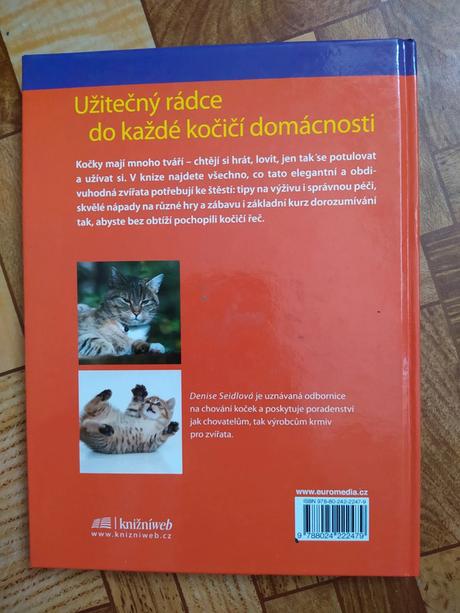 Užitečný rádce
do každé kočičí domácnosti
Kočky mají mnoho tváří – chtějí si hrát, lovit, jen tak se potulovat
a užívat si. V knize najdete všechno, co tato elegantní a obdi-
vuhodná zvířata potřebují ke štěstí: tipy na výživu i správnou péči,
skvělé nápady na různé hry a zábavu i základní kurz dorozumívání
tak, abyste bez obtíží pochopili kočičí řeč.
Denise Seidlová je uznávaná odbornice
na chování koček a poskytuje poradenství
jak chovatelům, tak výrobcům krmiv
pro zvířata.
www.euromedia.cz
ISBN 978-80-242-2247-9
9 788024 222479
knižníweb
www.knizniweb.cz